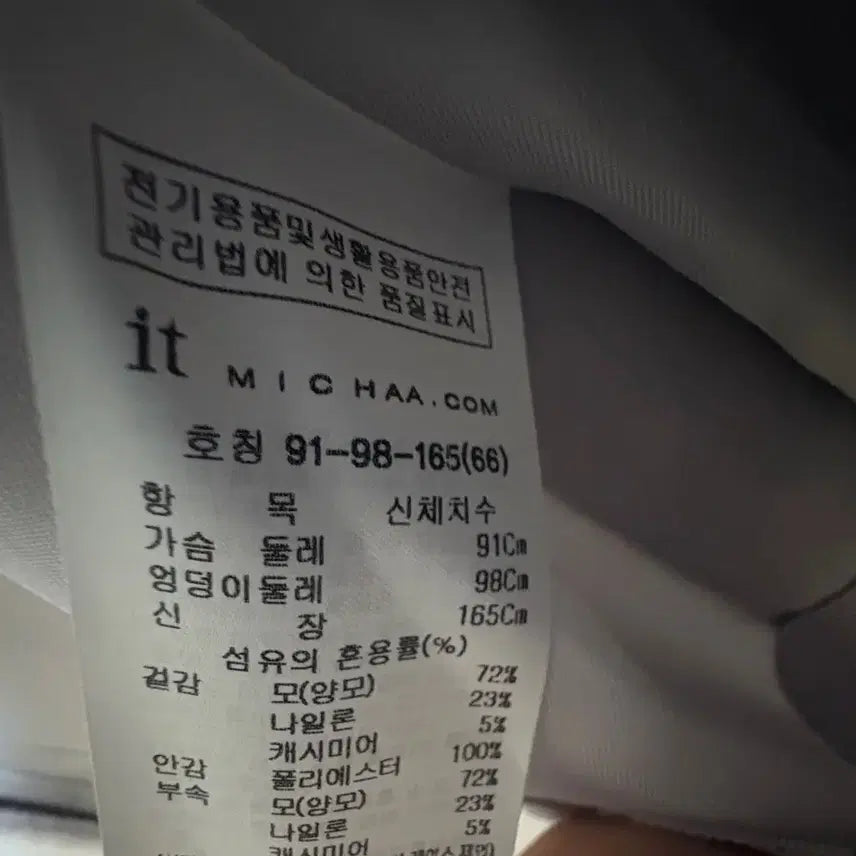 전기용품및생활용품안전
관리법에 의한 품질표시
it MICHAA.COM
호칭 91-98-165(66)
항 목 신체치수
가슴 둘레 91Cm
엉덩이둘레 98Cm
신 장 165Cm
섬유의 혼용률(%)
겉감 모(양모) 72%
나일론 23%
캐시미어 5%
안감 폴리에스터 100%
부속 모(양모) 72%
나일론 23%
캐시미어 5%